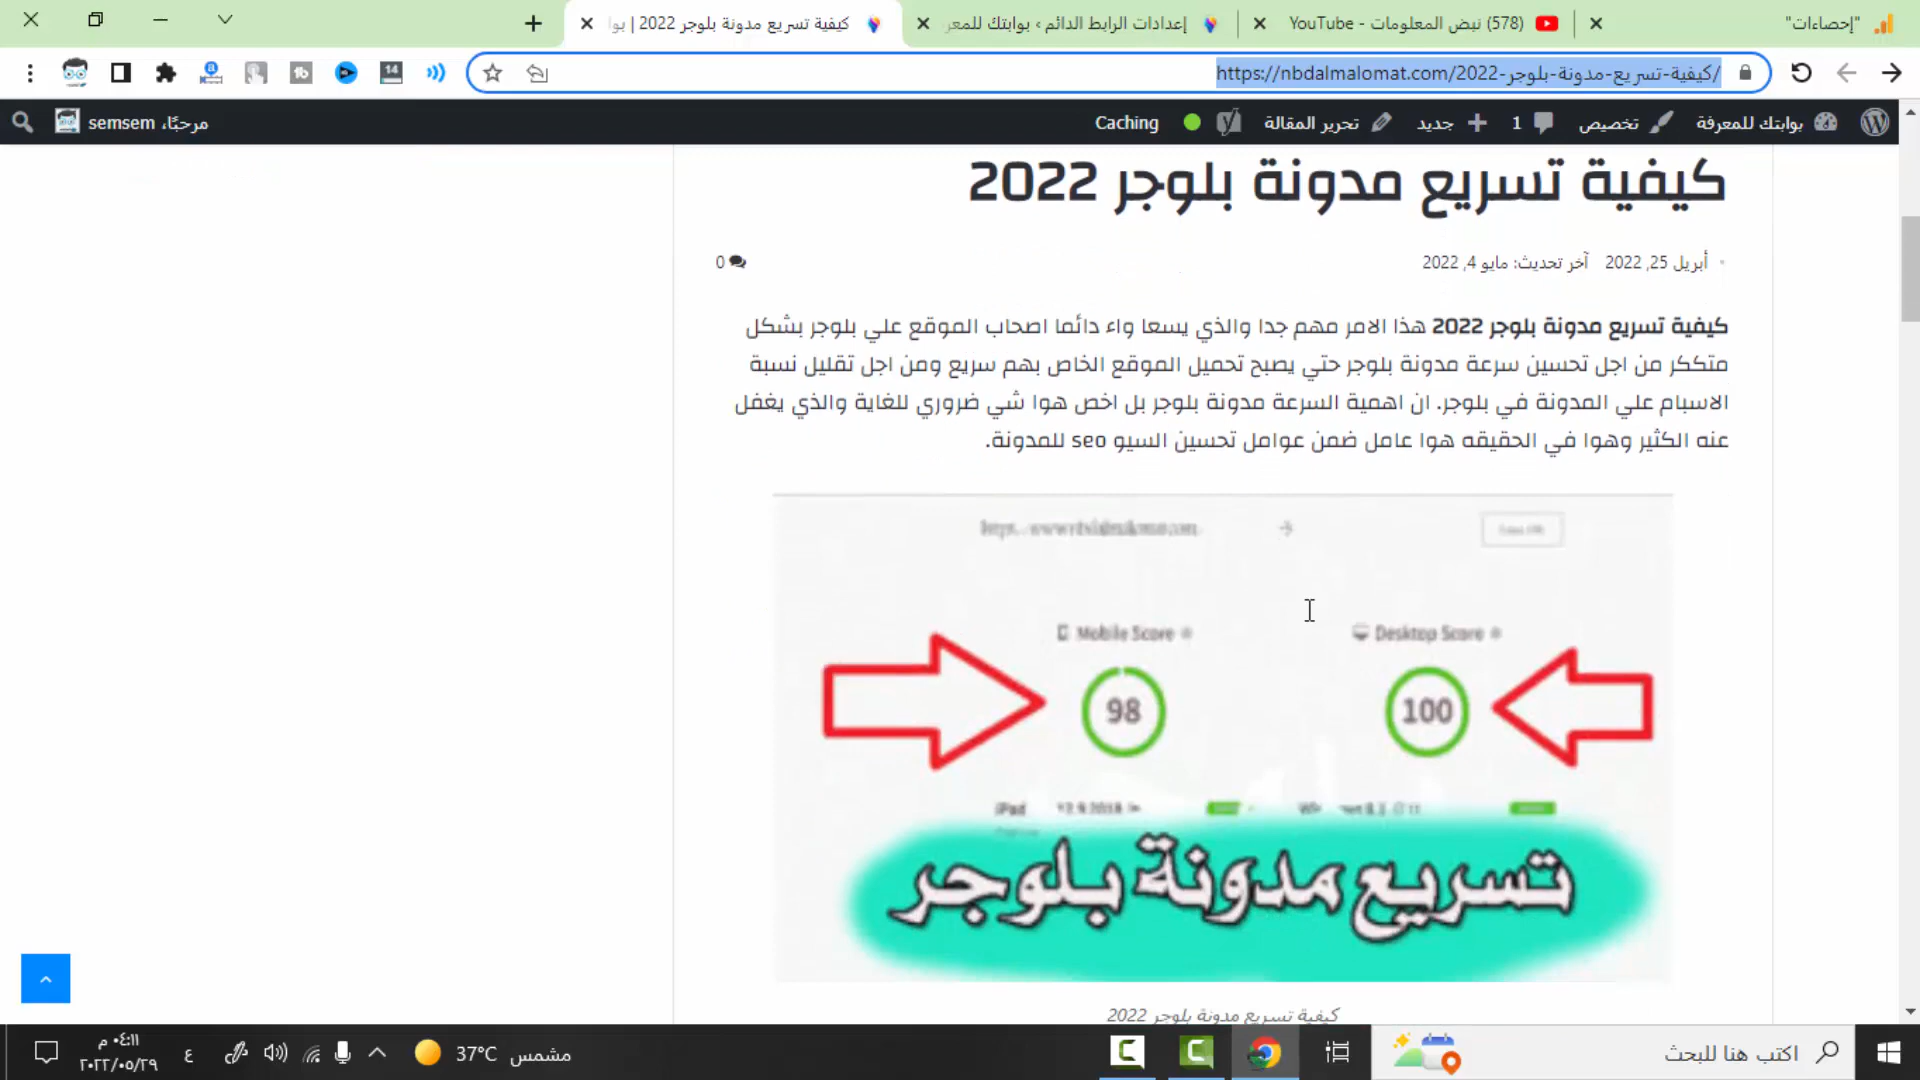 "إحصاءات"
(578) نبض المعلومات - YouTube
إعدادات الرابط الدائم ‹ بوابتك للمعر
كيفية تسريع مدونة بلوجر 2022 | بوا
https://nbdalmalomat.com/2022-كيفية-تسريع-مدونة-بلوجر/
14
بوابتك للمعرفة
تخصيص
1
جديد
تحرير المقالة
Caching
مرحبًا، semsem
كيفية تسريع مدونة بلوجر 2022
أبريل 25, 2022 آخر تحديث: مايو 4, 2022
0
كيفية تسريع مدونة بلوجر 2022 هذا الامر مهم جدا والذي يسعا واء دائما اصحاب الموقع علي بلوجر بشكل
متككر من اجل تحسين سرعة مدونة بلوجر حتي يصبح تحميل الموقع الخاص بهم سريع ومن اجل تقليل نسبة
الاسبام علي المدونة في بلوجر. ان اهمية السرعة مدونة بلوجر بل اخص هوا شي ضروري للغاية والذي يغفل
عنه الكثير وهوا في الحقيقه هوا عامل ضمن عوامل تحسين السيو seo للمدونة.
Mobile Score
Desktop Score
98
100
iPad
تسريع مدونة بلوجر
كيفية تسريع مدونة بلوجر 2022
اكتب هنا للبحث
37°C مشمس
ع
٠٤:١١ م
٢٠٢٢/٠٥/٢٩